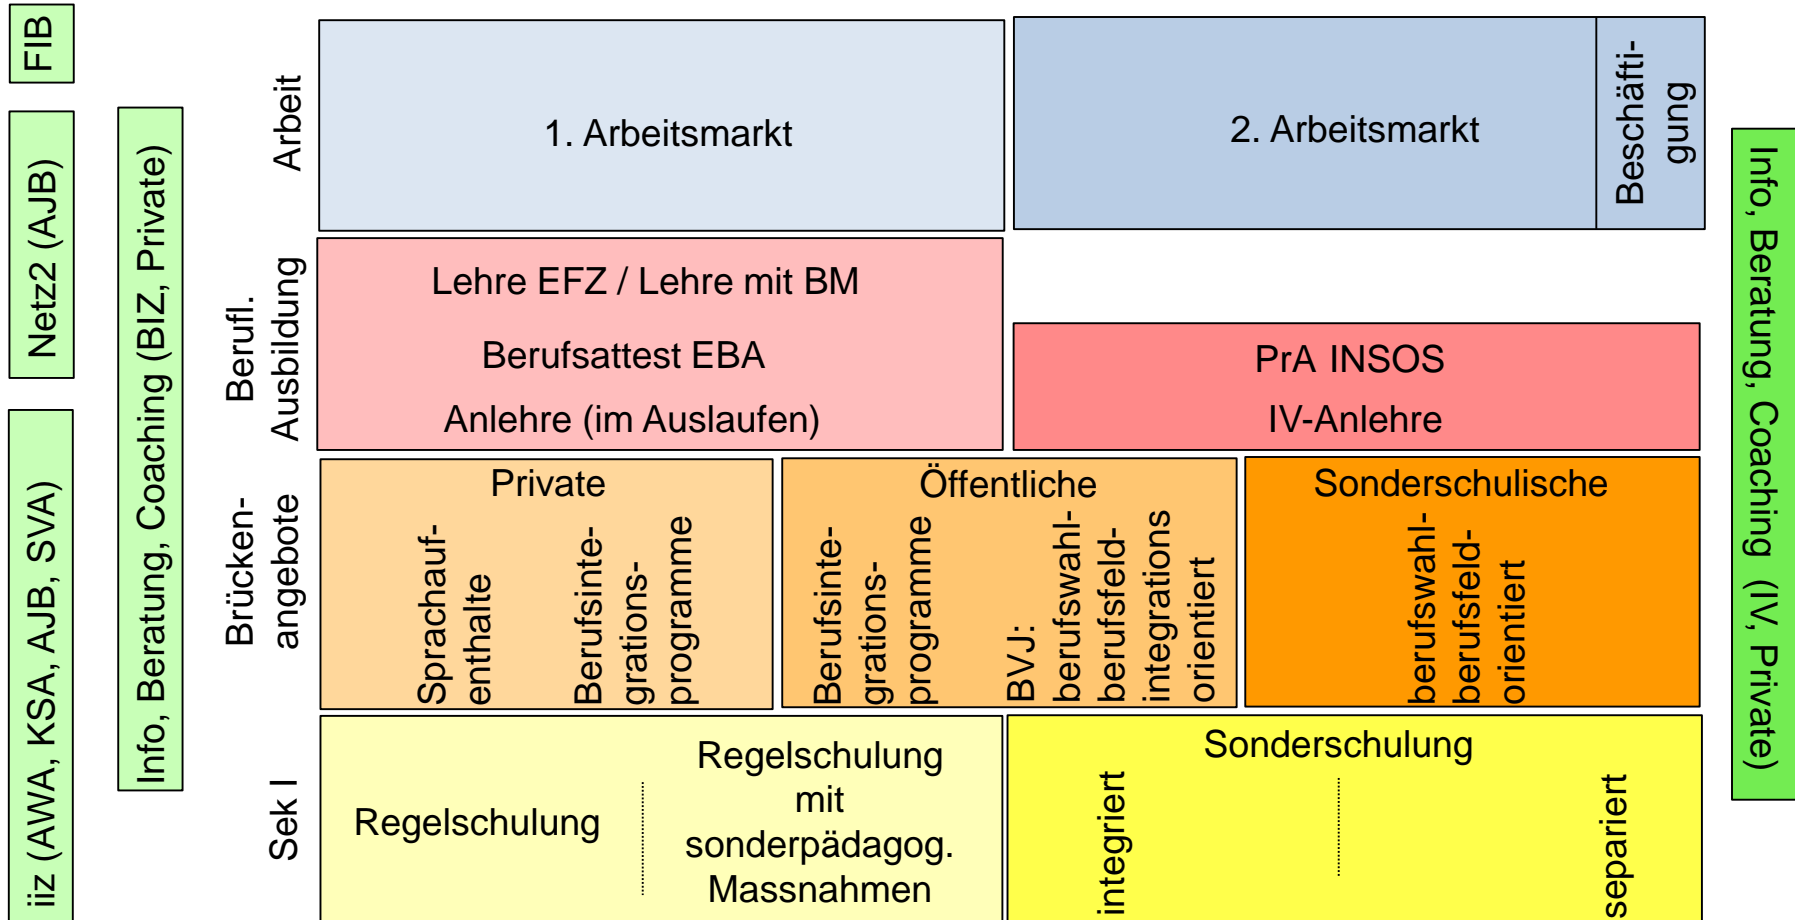 FIB
Netz2 (AJB)
iiz (AWA, KSA, AJB, SVA)
Info, Beratung, Coaching (BIZ, Private)
Arbeit
1. Arbeitsmarkt
2. Arbeitsmarkt
Beschäfti-
gung
Berufl.
Ausbildung
Lehre EFZ / Lehre mit BM
Berufsattest EBA
Anlehre (im Auslaufen)
PrA INSOS
IV-Anlehre
Brücken-
angebote
Private
Sprachauf-
enthalte
Berufsinte-
grations-
programme
Öffentliche
Berufsinte-
grations-
programme
BVJ:
berufswahl-
berufsfeld-
integrations
orientiert
Sonderschulische
berufswahl-
berufsfeld-
orientiert
Sek I
Regelschulung
Regelschulung
mit
sonderpädagog.
Massnahmen
Sonderschulung
integriert
separiert
Info, Beratung, Coaching (IV, Private)